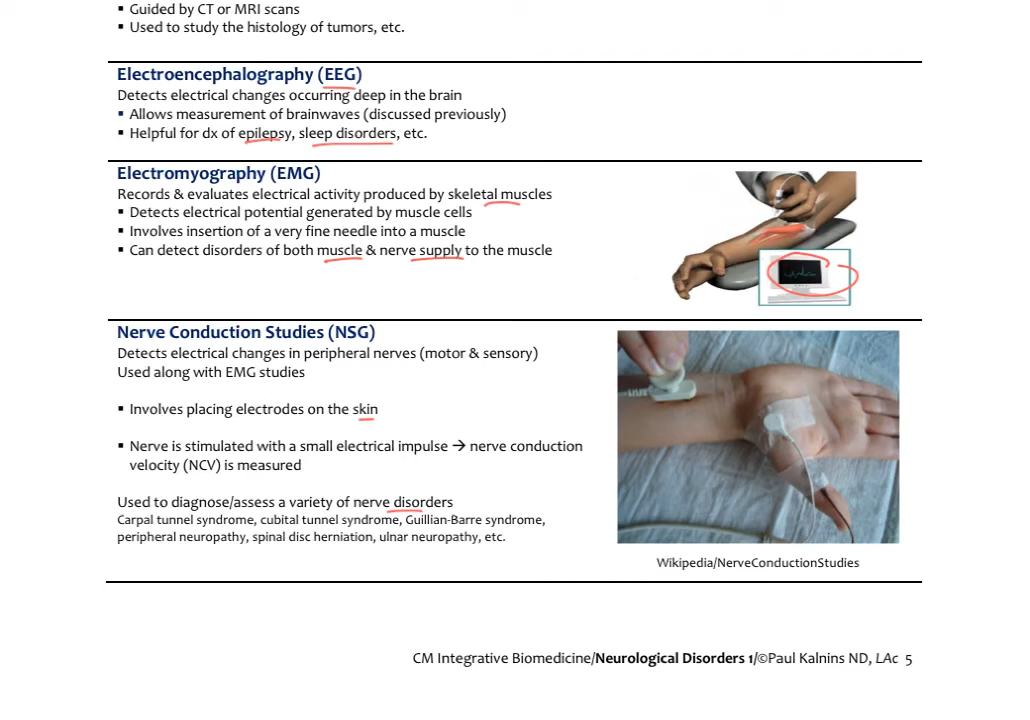 ▪ Guided by CT or MRI scans
▪ Used to study the histology of tumors, etc.
Electroencephalography (EEG)
Detects electrical changes occurring deep in the brain
▪ Allows measurement of brainwaves (discussed previously)
▪ Helpful for dx of epilepsy, sleep disorders, etc.
Electromyography (EMG)
Records & evaluates electrical activity produced by skeletal muscles
▪ Detects electrical potential generated by muscle cells
▪ Involves insertion of a very fine needle into a muscle
▪ Can detect disorders of both muscle & nerve supply to the muscle
Nerve Conduction Studies (NSG)
Detects electrical changes in peripheral nerves (motor & sensory)
Used along with EMG studies
▪ Involves placing electrodes on the skin
▪ Nerve is stimulated with a small electrical impulse → nerve conduction
velocity (NCV) is measured
Used to diagnose/assess a variety of nerve disorders
Carpal tunnel syndrome, cubital tunnel syndrome, Guillian-Barre syndrome,
peripheral neuropathy, spinal disc herniation, ulnar neuropathy, etc.
Wikipedia/NerveConductionStudies
CM Integrative Biomedicine/Neurological Disorders 1/©Paul Kalnins ND, LAc 5